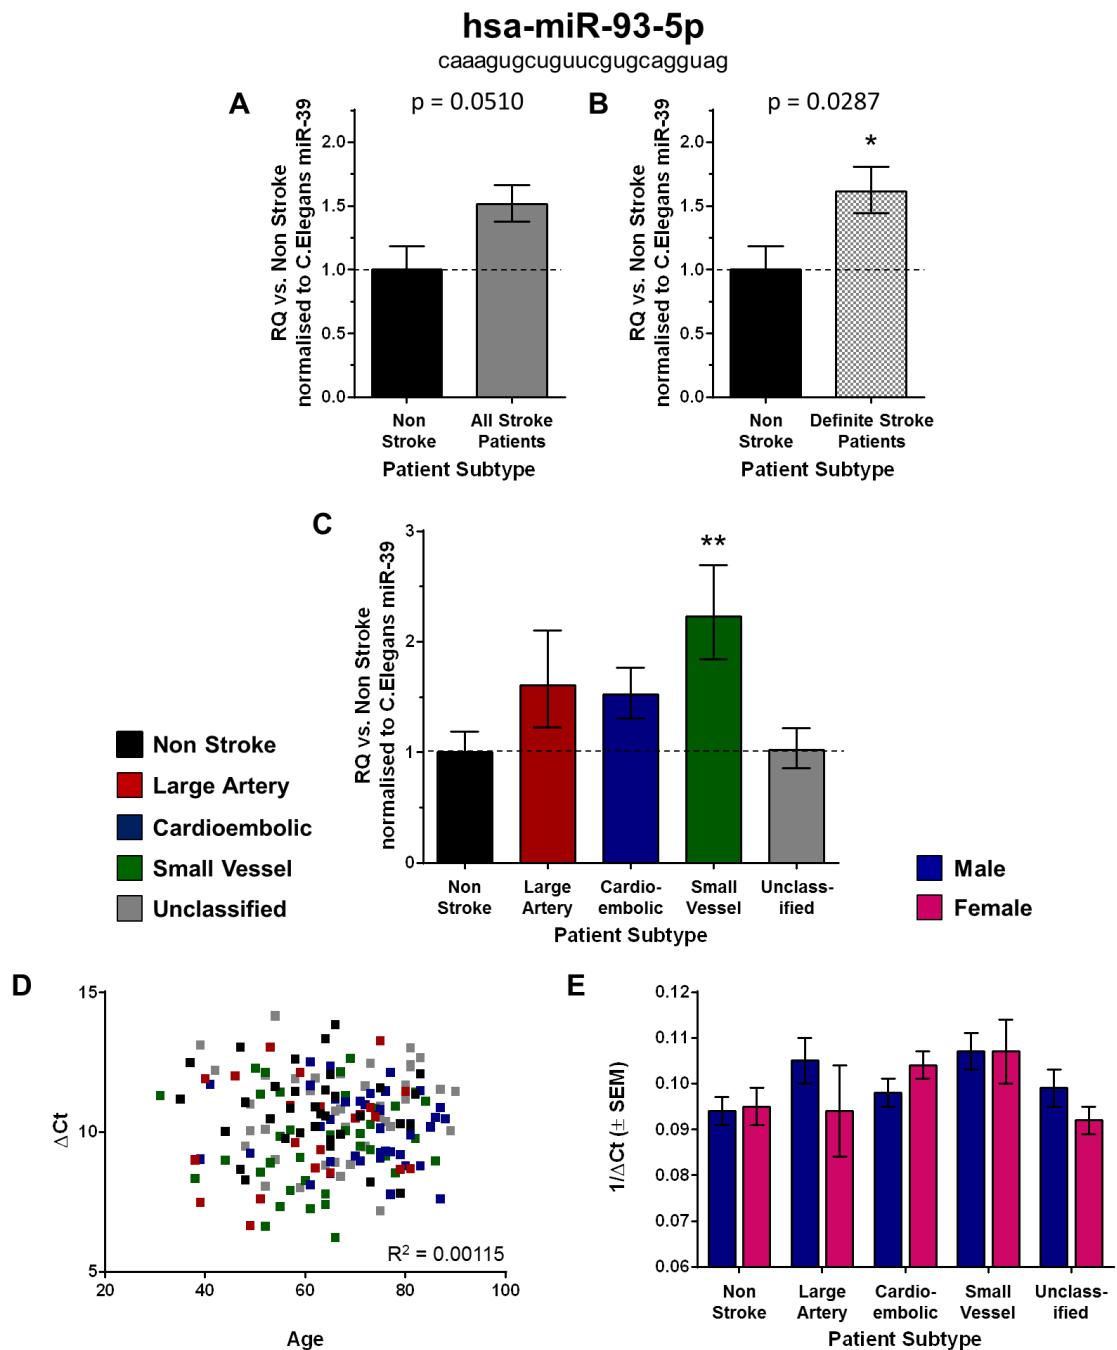 hsa-miR-93-5p
caaagugcuguucgugcagguag
A
p = 0.0510
RQ vs. Non Stroke
normalised to C.Elegans miR-39
2.0
1.5
1.0
0.5
0.0
Non
Stroke
All Stroke
Patients
Patient Subtype
B
p = 0.0287
*
RQ vs. Non Stroke
normalised to C.Elegans miR-39
2.0
1.5
1.0
0.5
0.0
Non
Stroke
Definite Stroke
Patients
Patient Subtype
C
**
RQ vs. Non Stroke
normalised to C.Elegans miR-39
3
2
1
0
Non
Stroke
Large
Artery
Cardio-
embolic
Small
Vessel
Unclass-
ified
Patient Subtype
Non Stroke
Large Artery
Cardioembolic
Small Vessel
Unclassified
Male
Female
D
ΔCt
15
10
5
R² = 0.00115
20
40
60
80
100
Age
E
1/ΔCt (± SEM)
0.12
0.11
0.10
0.09
0.08
0.07
0.06
Non
Stroke
Large
Artery
Cardio-
embolic
Small
Vessel
Unclass-
ified
Patient Subtype